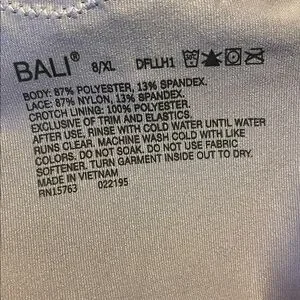 BALI® 8/XL DFLLH1
BODY: 87% POLYESTER, 13% SPANDEX.
LACE: 87% NYLON, 13% SPANDEX.
CROTCH LINING: 100% POLYESTER.
EXCLUSIVE OF TRIM AND ELASTICS.
AFTER USE, RINSE WITH COLD WATER UNTIL WATER
RUNS CLEAR. MACHINE WASH COLD WITH LIKE
COLORS. DO NOT SOAK. DO NOT USE FABRIC
SOFTENER. TURN GARMENT INSIDE OUT TO DRY.
MADE IN VIETNAM
RN15763 022195